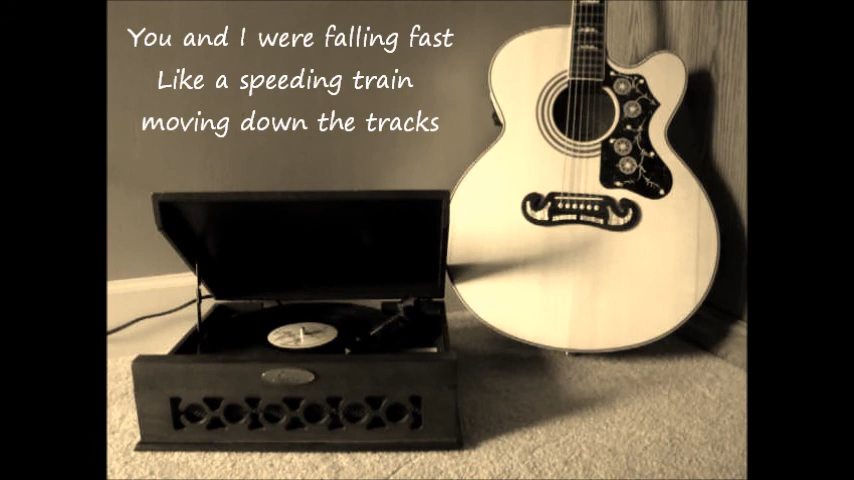 You and I were falling fast
Like a speeding train
moving down the tracks